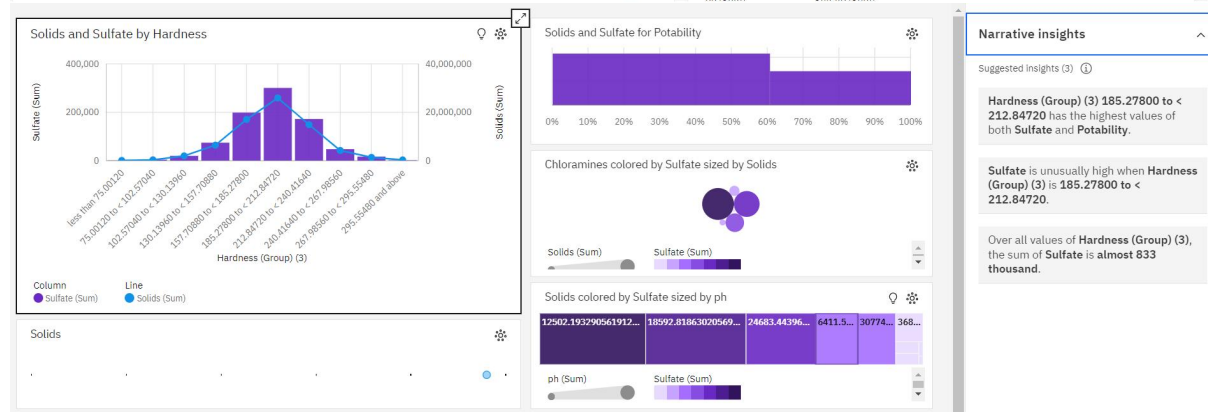 Solids and Sulfate by Hardness
400,000
200,000
0
Sulfate (Sum)
40,000,000
20,000,000
0
Solids (Sum)
less than 75.00120
75.00120 to < 102.57040
102.57040 to < 130.13960
130.13960 to < 157.70880
157.70880 to < 185.27800
185.27800 to < 212.84720
212.84720 to < 240.41640
240.41640 to < 267.98560
267.98560 to < 295.55480
295.55480 and above
Hardness (Group) (3)
Column
Sulfate (Sum)
Line
Solids (Sum)
Solids
Solids and Sulfate for Potability
0% 10% 20% 30% 40% 50% 60% 70% 80% 90% 100%
Chloramines colored by Sulfate sized by Solids
Solids (Sum) Sulfate (Sum)
Solids colored by Sulfate sized by ph
12502.193290561912... 18592.81863020569... 24683.44396... 6411.5... 30774... 368...
ph (Sum) Sulfate (Sum)
Narrative insights
Suggested insights (3)
Hardness (Group) (3) 185.27800 to <
212.84720 has the highest values of
both Sulfate and Potability.
Sulfate is unusually high when Hardness
(Group) (3) is 185.27800 to <
212.84720.
Over all values of Hardness (Group) (3),
the sum of Sulfate is almost 833
thousand.